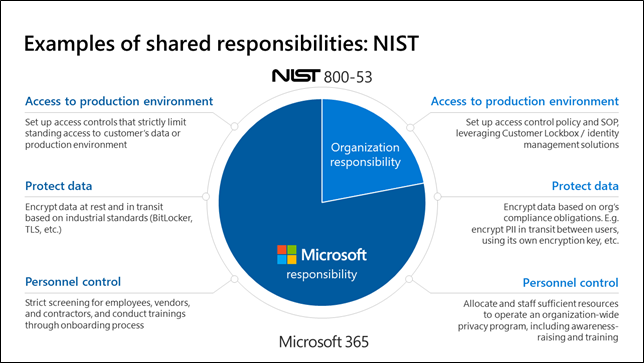 Examples of shared responsibilities: NIST
NIST 800-53
Access to production environment
Set up access controls that strictly limit
standing access to customer's data or
production environment
Protect data
Encrypt data at rest and in transit
based on industrial standards (BitLocker,
TLS, etc.)
Personnel control
Strict screening for employees, vendors,
and contractors, and conduct trainings
through onboarding process
Organization
responsibility
Microsoft
responsibility
Microsoft 365
Access to production environment
Set up access control policy and SOP,
leveraging Customer Lockbox / identity
management solutions
Protect data
Encrypt data based on org's
compliance obligations. E.g.
encrypt PII in transit between users,
using its own encryption key, etc.
Personnel control
Allocate and staff sufficient resources
to operate an organization-wide
privacy program, including awareness-
raising and training